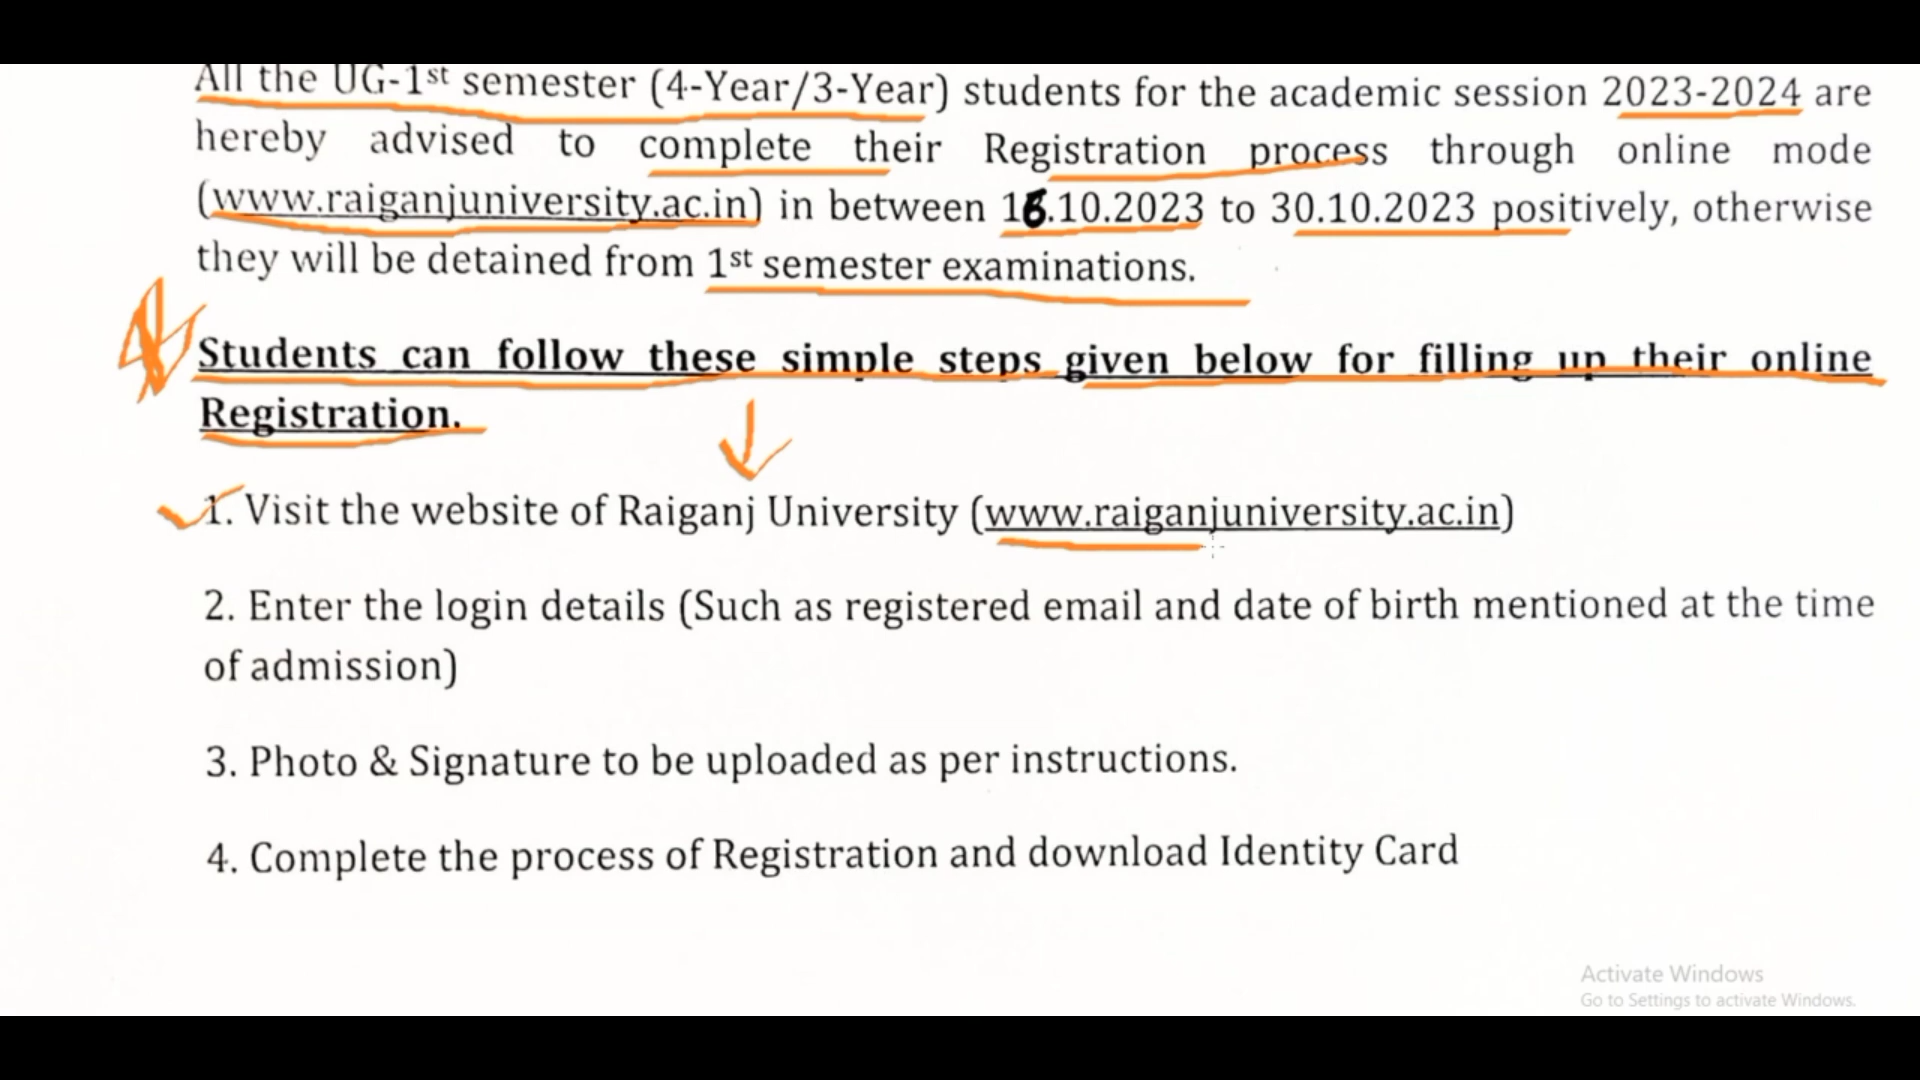 All the UG-1st semester (4-Year/3-Year) students for the academic session 2023-2024 are
hereby advised to complete their Registration process through online mode
(www.raiganjuniversity.ac.in) in between 16.10.2023 to 30.10.2023 positively, otherwise
they will be detained from 1st semester examinations.
Students can follow these simple steps given below for filling up their online
Registration.
1. Visit the website of Raiganj University (www.raiganjuniversity.ac.in)
2. Enter the login details (Such as registered email and date of birth mentioned at the time
of admission)
3. Photo & Signature to be uploaded as per instructions.
4. Complete the process of Registration and download Identity Card
Activate Windows
Go to Settings to activate Windows.